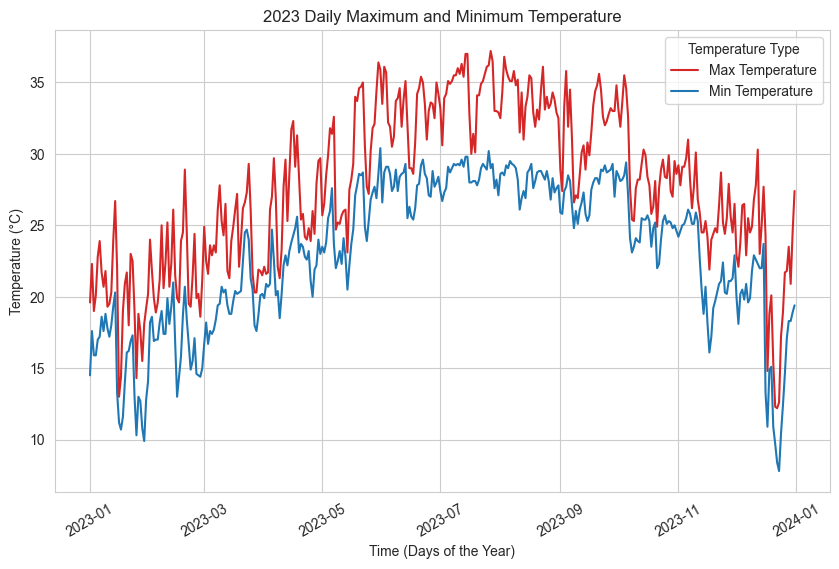 2023 Daily Maximum and Minimum Temperature
Temperature Type
Max Temperature
Min Temperature
Temperature (°C)
35
30
25
20
15
10
2023-01
2023-03
2023-05
2023-07
2023-09
2023-11
2024-01
Time (Days of the Year)